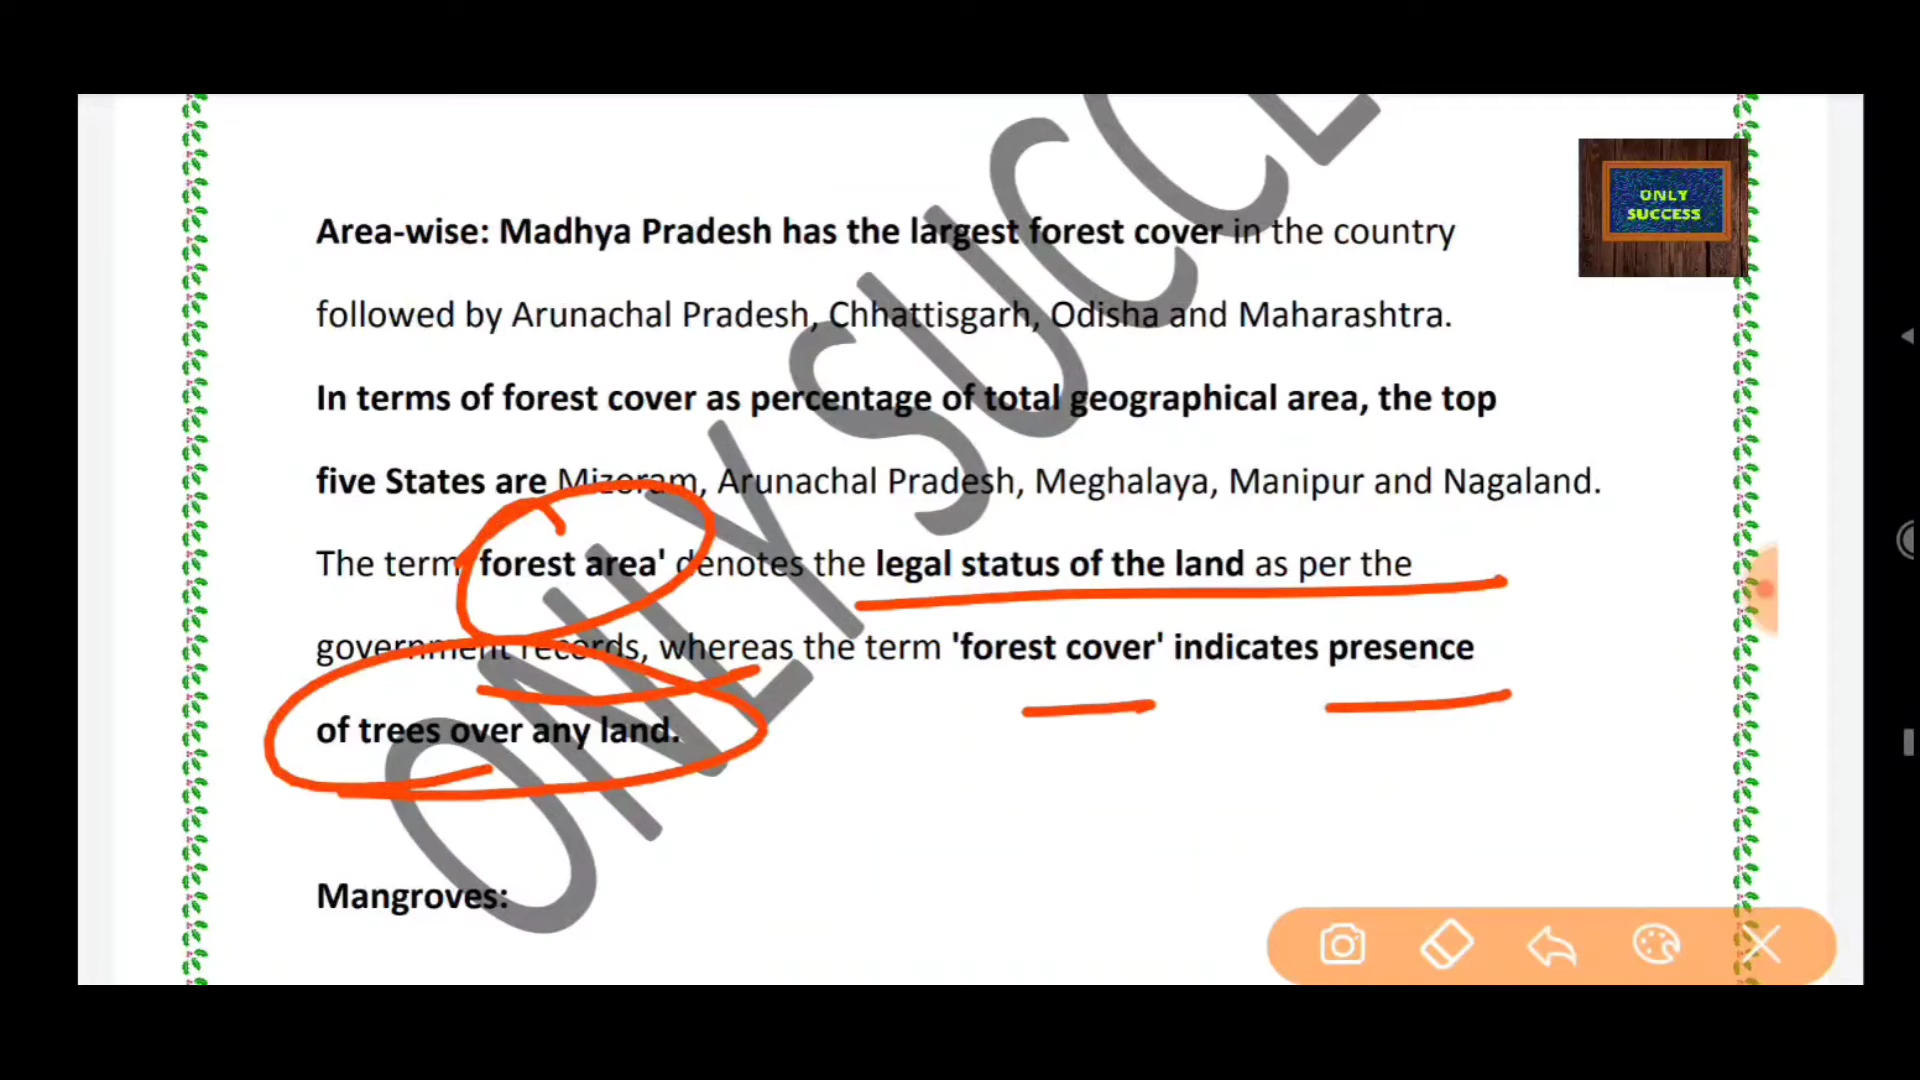 ONLY
SUCCESS
Area-wise: Madhya Pradesh has the largest forest cover in the country
followed by Arunachal Pradesh, Chhattisgarh, Odisha and Maharashtra.
In terms of forest cover as percentage of total geographical area, the top
five States are Mizoram, Arunachal Pradesh, Meghalaya, Manipur and Nagaland.
The term 'forest area' denotes the legal status of the land as per the
government records, whereas the term 'forest cover' indicates presence
of trees over any land.
Mangroves:
ONLY SUCCE